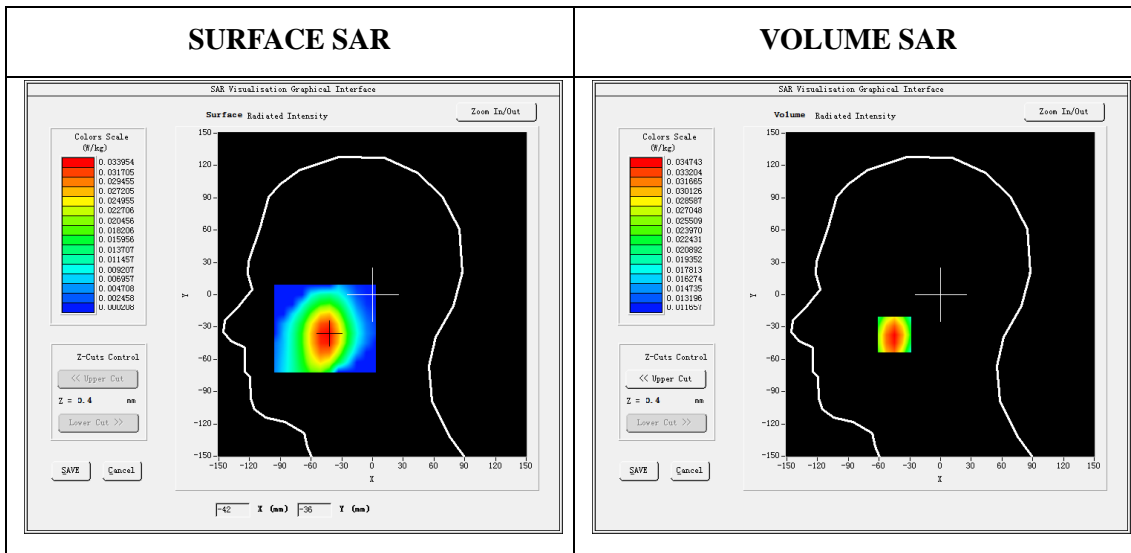 SURFACE SAR
VOLUME SAR
SAR Visualisation Graphical Interface
Surface Radiated Intensity
Zoom In/Out
Colors Scale
(W/kg)
0.033954
0.031705
0.029455
0.027205
0.024955
0.022706
0.020456
0.018206
0.015956
0.013707
0.011457
0.009207
0.006957
0.004708
0.002458
0.000208
150
120
90
60
30
0
-30
-60
-90
-120
-150
Y
-150 -120 -90 -60 -30 0 30 60 90 120 150
X
Z-Cuts Control
<< Upper Cut
Z = 0.4 mm
Lower Cut >>
SAVE Cancel
-42 X (mm) -36 Y (mm)
SAR Visualisation Graphical Interface
Volume Radiated Intensity
Zoom In/Out
Colors Scale
(W/kg)
0.034743
0.033204
0.031665
0.030126
0.028587
0.027048
0.025509
0.023970
0.022431
0.020892
0.019352
0.017813
0.016274
0.014735
0.013196
0.011657
150
120
90
60
30
0
-30
-60
-90
-120
-150
Y
-150 -120 -90 -60 -30 0 30 60 90 120 150
X
Z-Cuts Control
<< Upper Cut
Z = 0.4 mm
Lower Cut >>
SAVE Cancel